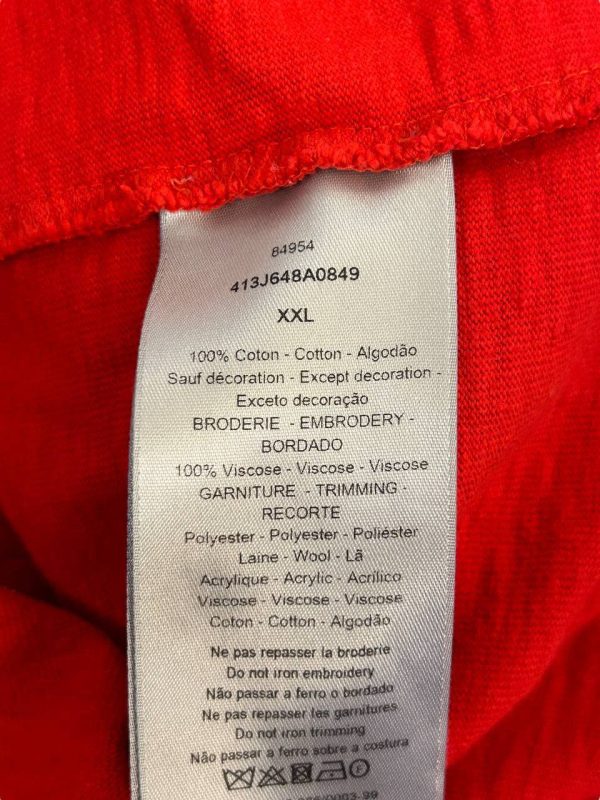 84954
413J648A0849
XXL
100% Coton - Cotton - Algodão
Sauf décoration - Except decoration -
Exceto decoração
BRODERIE - EMBRODERY -
BORDADO
100% Viscose - Viscose - Viscose
GARNITURE - TRIMMING -
RECORTE
Polyester - Polyester - Poliéster
Laine - Wool - Lã
Acrylique - Acrylic - Acrílico
Viscose - Viscose - Viscose
Coton - Cotton - Algodão
Ne pas repasser la broderie
Do not iron embroidery
Não passar a ferro o bordado
Ne pas repasser les garnitures
Do not iron trimming
Não passar a ferro sobre a costura